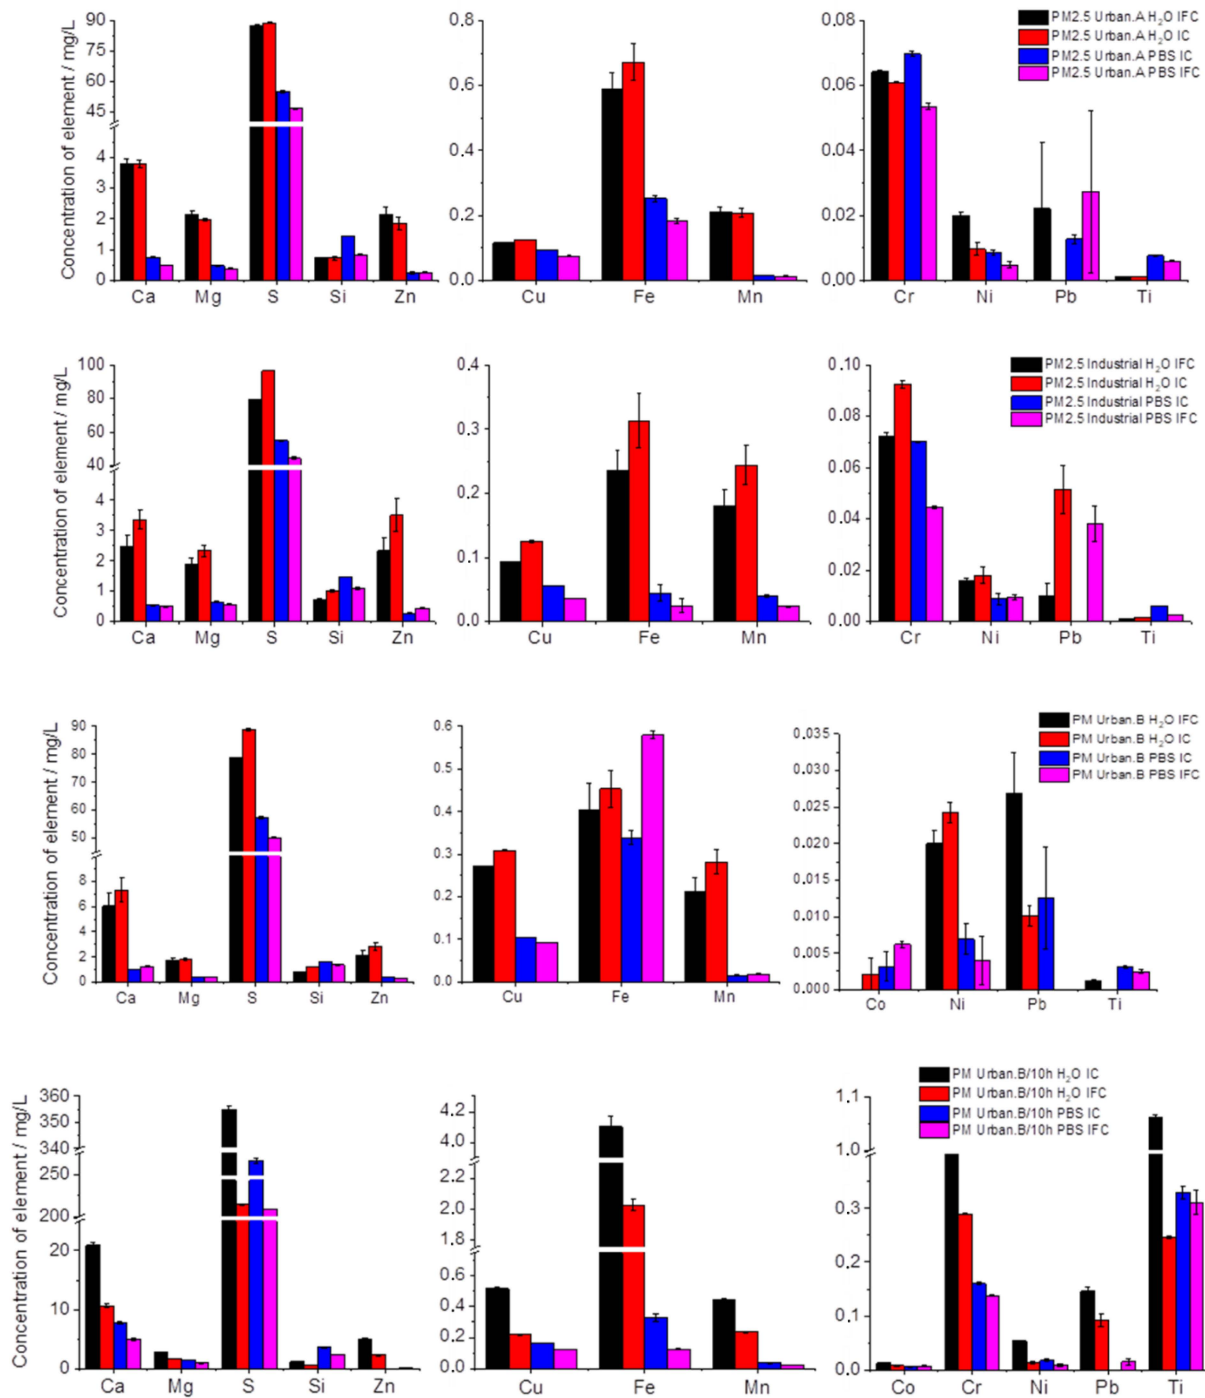 Concentration of element / mg/L
90
75
60
45
4
3
2
1
0
Ca Mg S Si Zn
0.8
0.6
0.4
0.2
0.0
Cu Fe Mn
0.08
0.06
0.04
0.02
0.00
Cr Ni Pb Ti
PM2.5 Urban.A H₂O IFC
PM2.5 Urban.A H₂O IC
PM2.5 Urban.A PBS IC
PM2.5 Urban.A PBS IFC
Concentration of element / mg/L
100
80
60
40
4
3
2
1
0
Ca Mg S Si Zn
0.4
0.3
0.2
0.1
0.0
Cu Fe Mn
0.10
0.08
0.06
0.04
0.02
0.00
Cr Ni Pb Ti
PM2.5 Industrial H₂O IFC
PM2.5 Industrial H₂O IC
PM2.5 Industrial PBS IC
PM2.5 Industrial PBS IFC
Concentration of element / mg/L
90
80
70
60
50
8
6
4
2
0
Ca Mg S Si Zn
0.6
0.5
0.4
0.3
0.2
0.1
0.0
Cu Fe Mn
0.035
0.030
0.025
0.020
0.015
0.010
0.005
0.000
Co Ni Pb Ti
PM Urban.B H₂O IFC
PM Urban.B H₂O IC
PM Urban.B PBS IC
PM Urban.B PBS IFC
Concentration of element / mg/L
360
350
340
250
200
20
10
0
Ca Mg S Si Zn
4.2
4.0
2.2
2.0
1.8
0.6
0.4
0.2
0.0
Cu Fe Mn
1.1
1.0
0.3
0.2
0.1
0.0
Co Cr Ni Pb Ti
PM Urban.B/10h H₂O IC
PM Urban.B/10h H₂O IFC
PM Urban.B/10h PBS IC
PM Urban.B/10h PBS IFC